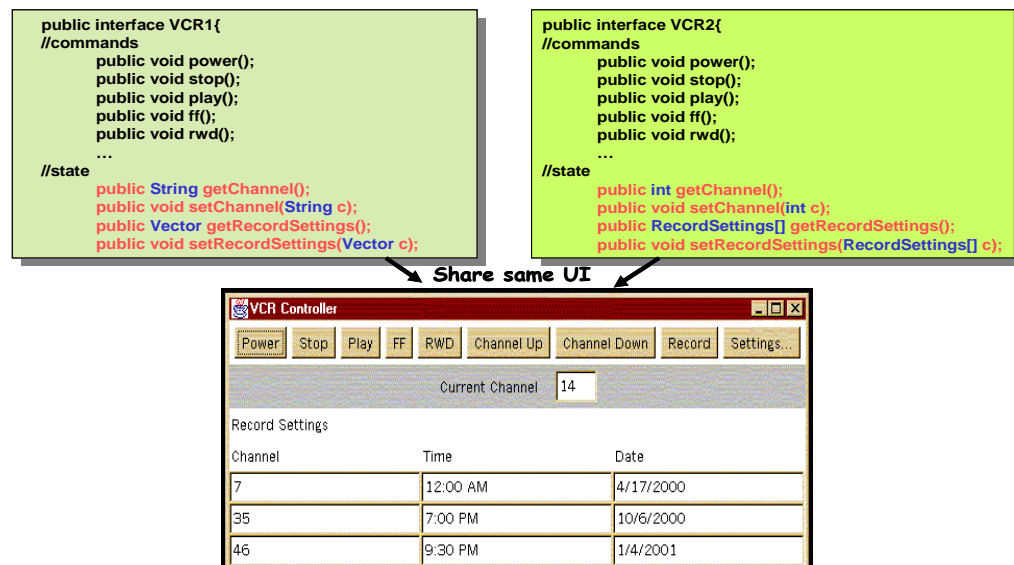 public interface VCR1{
//commands
public void power();
public void stop();
public void play();
public void ff();
public void rwd();
…
//state
public String getChannel();
public void setChannel(String c);
public Vector getRecordSettings();
public void setRecordSettings(Vector c);
public interface VCR2{
//commands
public void power();
public void stop();
public void play();
public void ff();
public void rwd();
…
//state
public int getChannel();
public void setChannel(int c);
public RecordSettings[] getRecordSettings();
public void setRecordSettings(RecordSettings[] c);
Share same UI
VCR Controller
Power Stop Play FF RWD Channel Up Channel Down Record Settings...
Current Channel 14
Record Settings
Channel Time Date
7 12:00 AM 4/17/2000
35 7:00 PM 10/6/2000
46 9:30 PM 1/4/2001